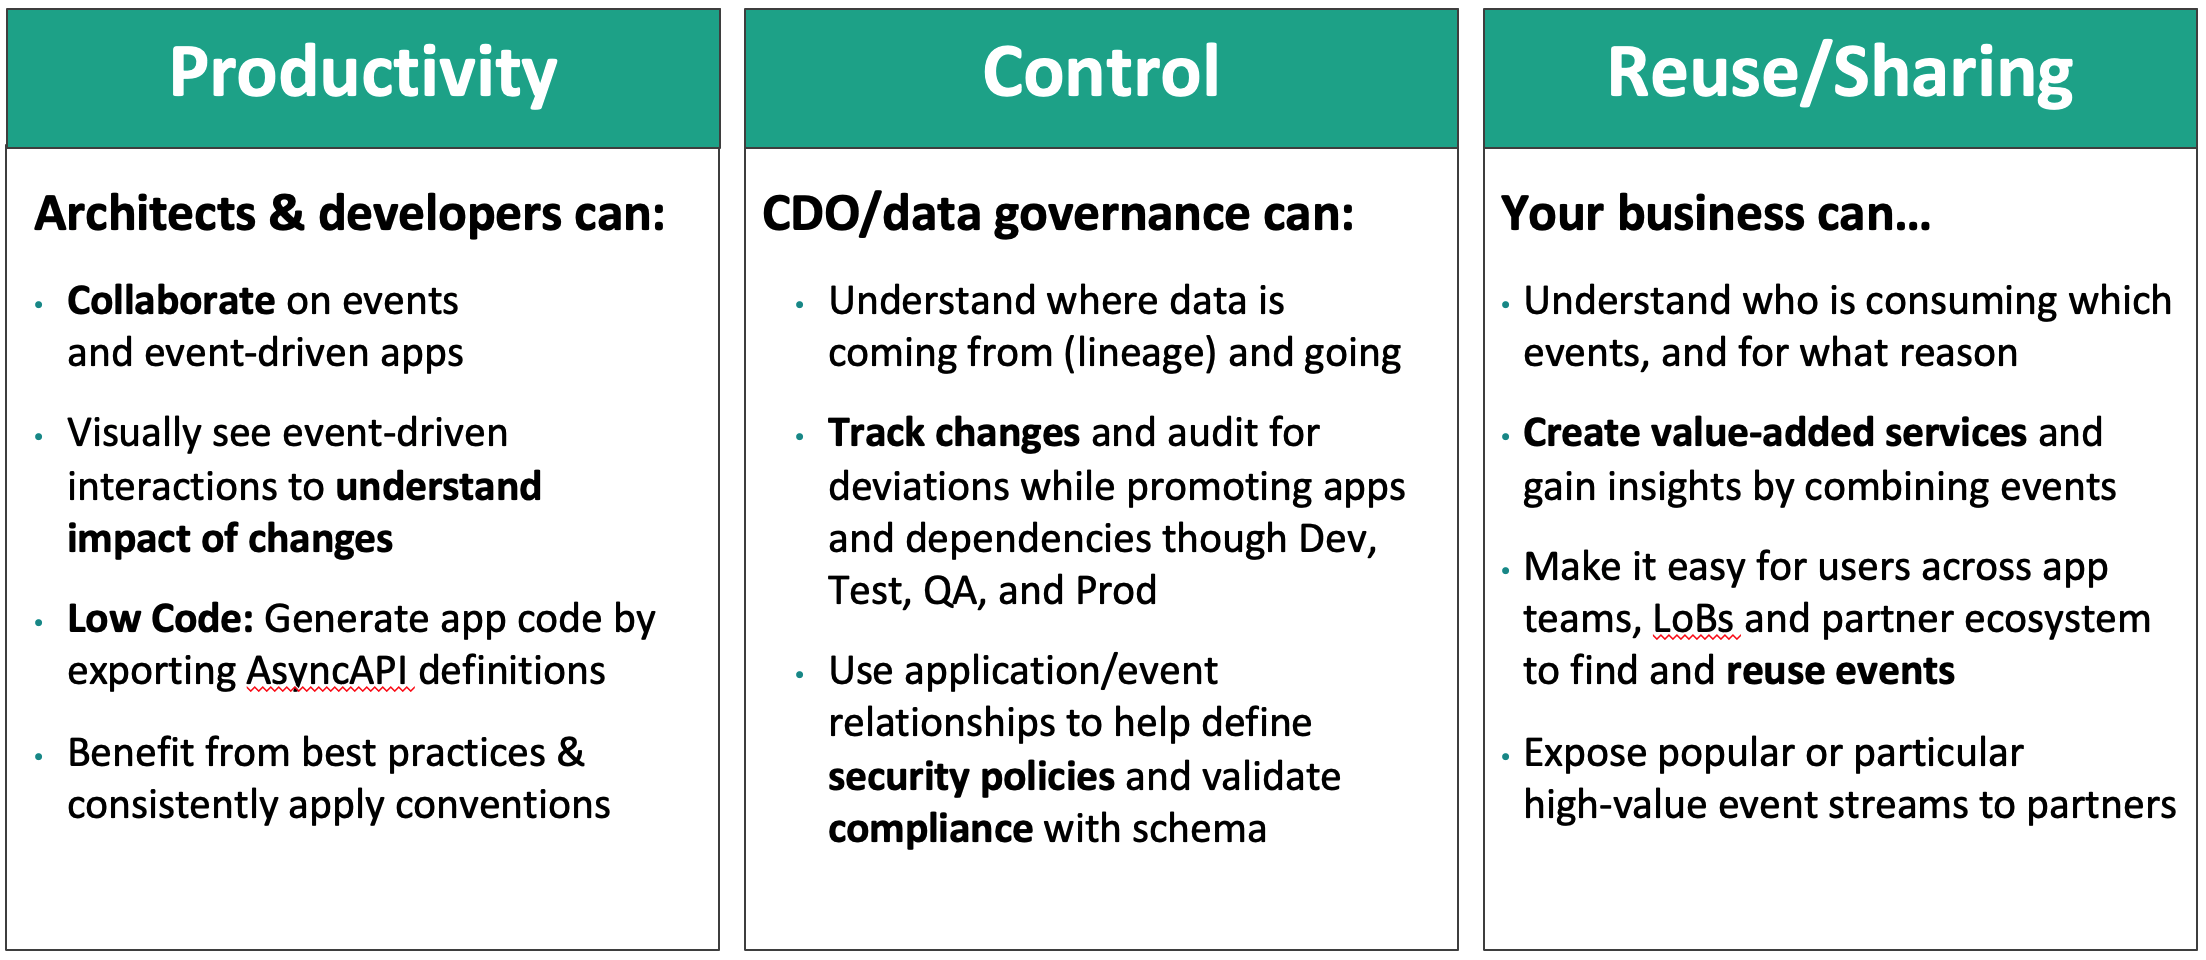 Productivity
Architects & developers can:
• Collaborate on events
and event-driven apps
• Visually see event-driven
interactions to understand
impact of changes
• Low Code: Generate app code by
exporting AsyncAPI definitions
• Benefit from best practices &
consistently apply conventions
Control
CDO/data governance can:
• Understand where data is
coming from (lineage) and going
• Track changes and audit for
deviations while promoting apps
and dependencies though Dev,
Test, QA, and Prod
• Use application/event
relationships to help define
security policies and validate
compliance with schema
Reuse/Sharing
Your business can...
• Understand who is consuming which
events, and for what reason
• Create value-added services and
gain insights by combining events
• Make it easy for users across app
teams, LoBs and partner ecosystem
to find and reuse events
• Expose popular or particular
high-value event streams to partners